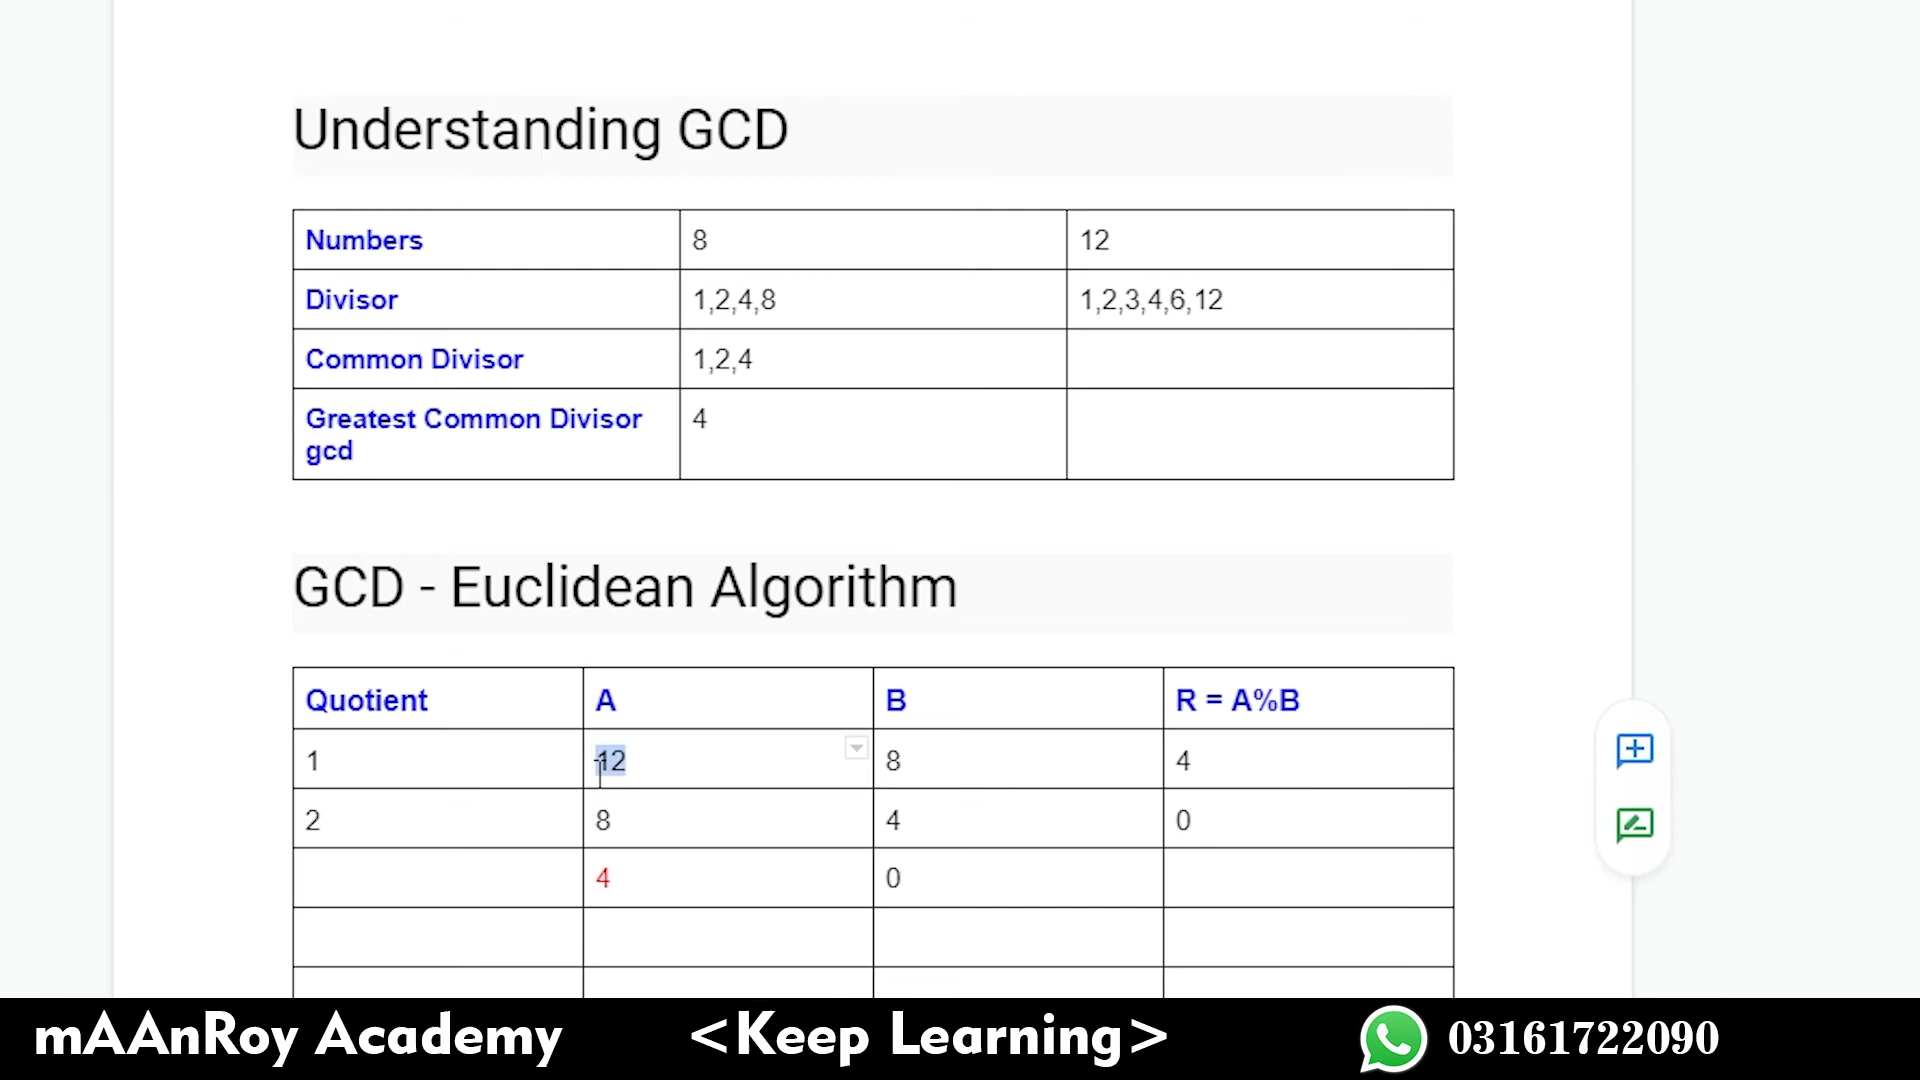 Understanding GCD
Numbers 8 12
Divisor 1,2,4,8 1,2,3,4,6,12
Common Divisor 1,2,4
Greatest Common Divisor 4
gcd
GCD - Euclidean Algorithm
Quotient A B R = A%B
1 12 8 4
2 8 4 0
4 0
mAAnRoy Academy <Keep Learning> 03161722090